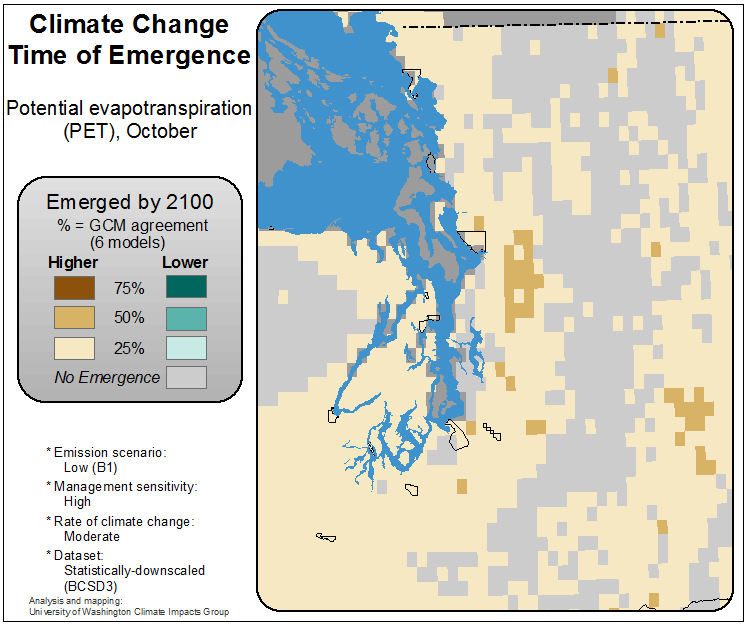 Climate Change
Time of Emergence
Potential evapotranspiration
(PET), October
Emerged by 2100
% = GCM agreement
(6 models)
Higher Lower
75%
50%
25%
No Emergence
* Emission scenario:
Low (B1)
* Management sensitivity:
High
* Rate of climate change:
Moderate
* Dataset:
Statistically-downscaled
(BCSD3)
Analysis and mapping:
University of Washington Climate Impacts Group